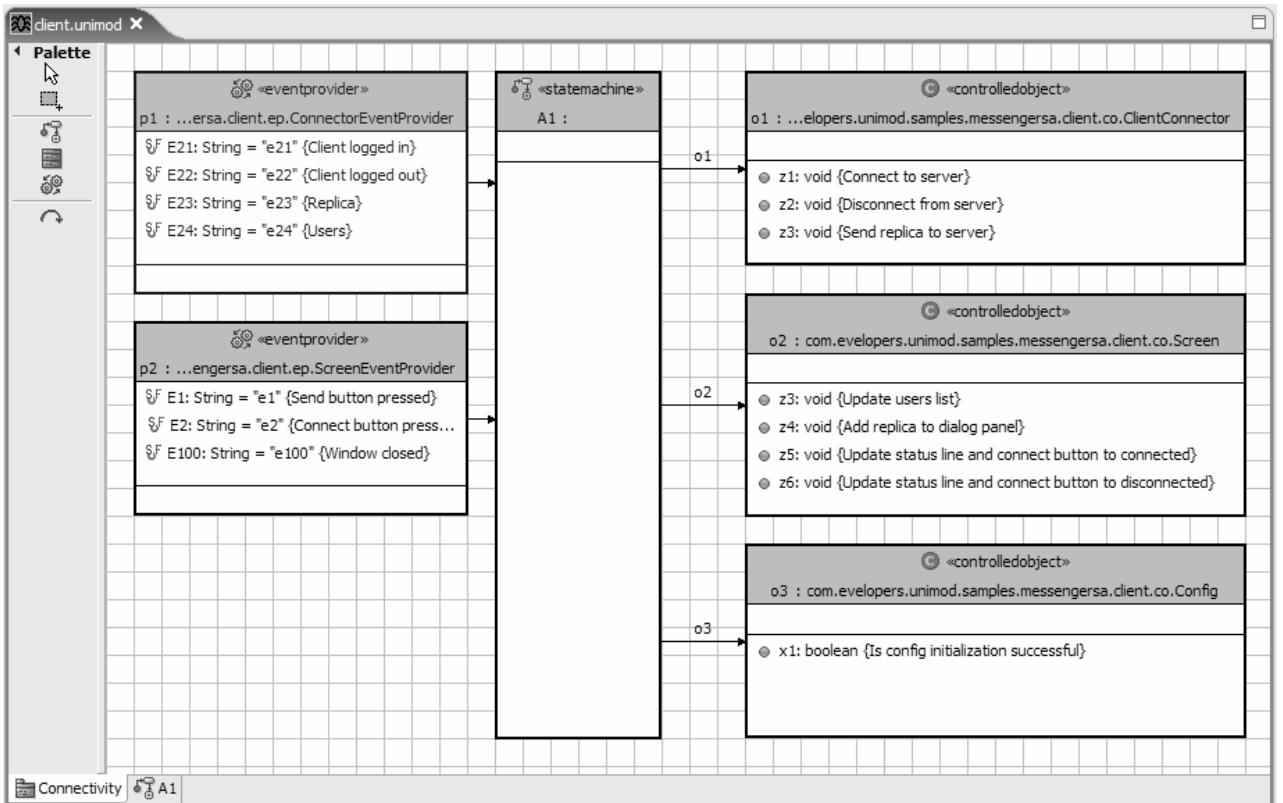 client.unimod
Palette
«eventprovider»
p1 : ...ersa.client.ep.ConnectorEventProvider
E21: String = "e21" {Client logged in}
E22: String = "e22" {Client logged out}
E23: String = "e23" {Replica}
E24: String = "e24" {Users}
«eventprovider»
p2 : ...engersa.client.ep.ScreenEventProvider
E1: String = "e1" {Send button pressed}
E2: String = "e2" {Connect button press...
E100: String = "e100" {Window closed}
«statemachine»
A1 :
o1
o2
o3
«controlledobject»
o1 : ...elopers.unimod.samples.messengersa.client.co.ClientConnector
z1: void {Connect to server}
z2: void {Disconnect from server}
z3: void {Send replica to server}
«controlledobject»
o2 : com.evelopers.unimod.samples.messengersa.client.co.Screen
z3: void {Update users list}
z4: void {Add replica to dialog panel}
z5: void {Update status line and connect button to connected}
z6: void {Update status line and connect button to disconnected}
«controlledobject»
o3 : com.evelopers.unimod.samples.messengersa.client.co.Config
x1: boolean {Is config initialization successful}
Connectivity
A1